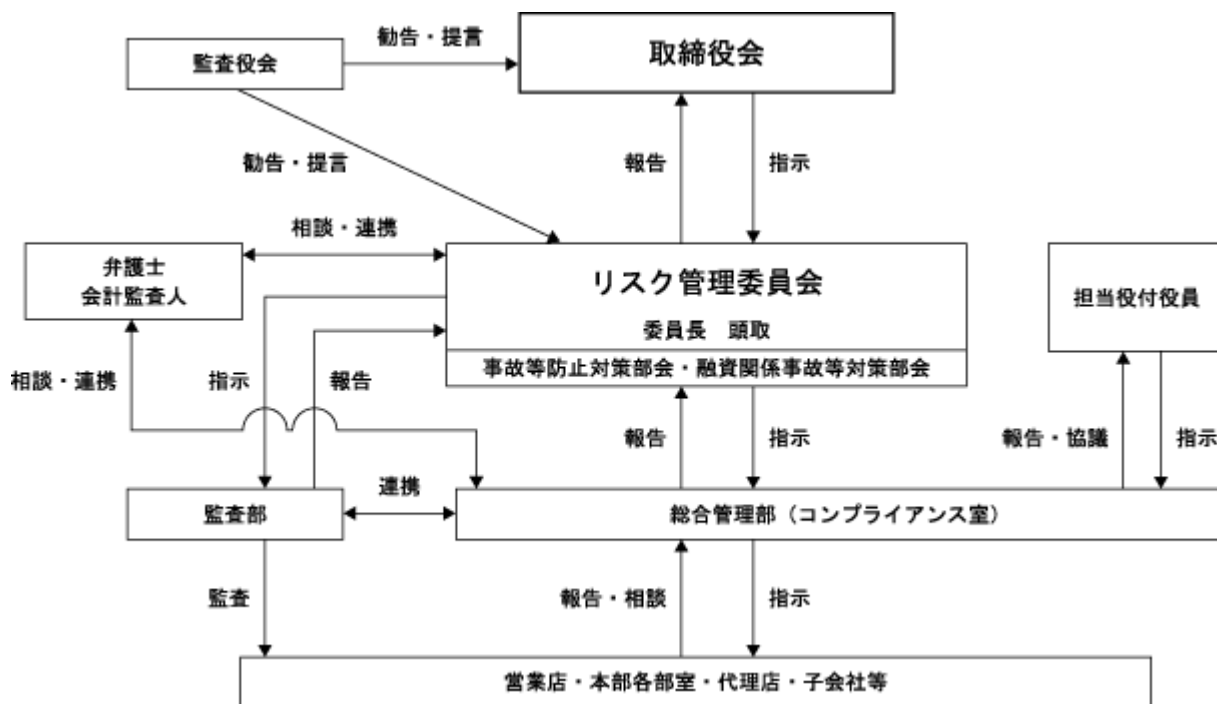 勧告・提言
監査役会
取締役会
勧告・提言
報告
指示
相談・連携
弁護士
会計監査人
リスク管理委員会
委員長　頭取
事故等防止対策部会・融資関係事故等対策部会
担当役付役員
相談・連携
指示
報告
報告
指示
報告・協議
指示
監査部
連携
総合管理部（コンプライアンス室）
監査
報告・相談
指示
営業店・本部各部室・代理店・子会社等